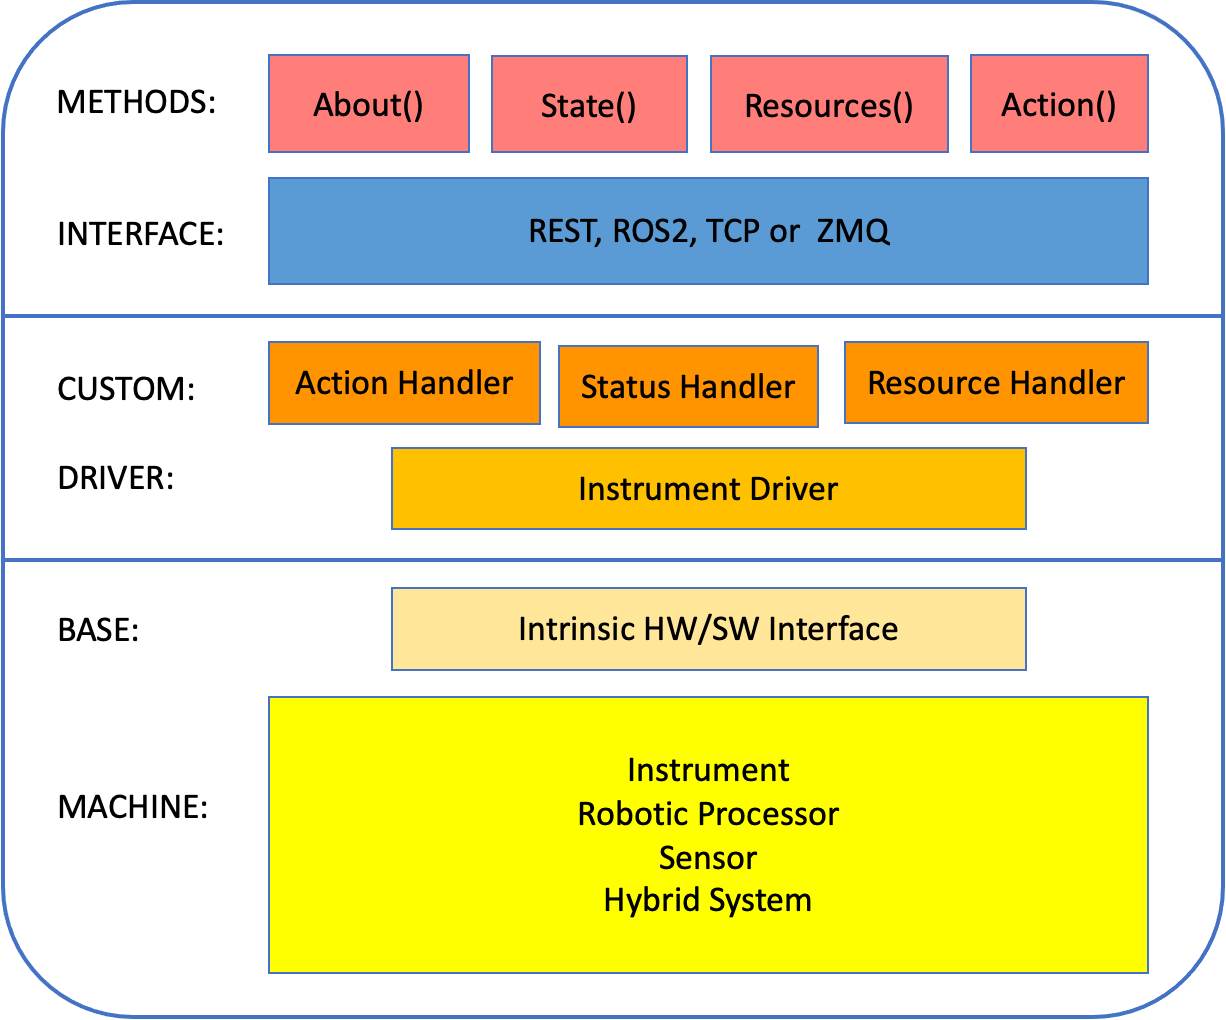 METHODS:
About()
State()
Resources()
Action()
INTERFACE:
REST, ROS2, TCP or  ZMQ
CUSTOM:
Action Handler
Status Handler
Resource Handler
DRIVER:
Instrument Driver
BASE:
Intrinsic HW/SW Interface
MACHINE:
Instrument
Robotic Processor
Sensor
Hybrid System